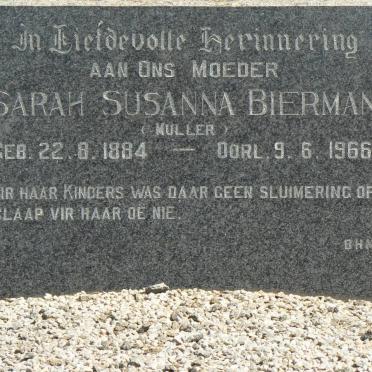 In Liefdevolle Herinnering
AAN ONS MOEDER
SARAH SUSANNA BIERMAN
( MULLER )
GEB. 22. 8. 1884 — OORL. 9. 6. 1966
VIR HAAR KINDERS WAS DAAR GEEN SLUIMERING OF
SLAAP VIR HAAR OË NIE.